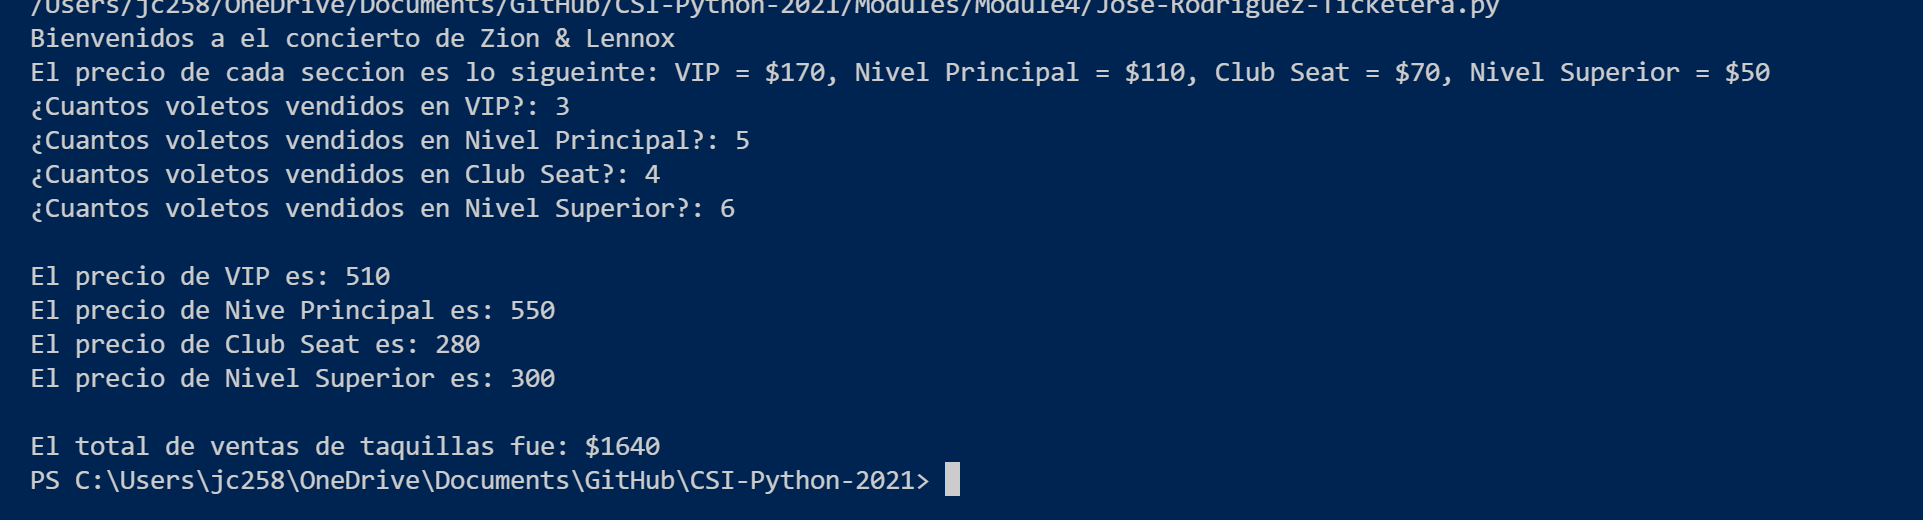 /Users/jc258/OneDrive/Documents/GitHub/CSI-Python-2021/Modules/Module4/Jose-Rodriguez-Ticketera.py
Bienvenidos a el concierto de Zion & Lennox
El precio de cada seccion es lo sigueinte: VIP = $170, Nivel Principal = $110, Club Seat = $70, Nivel Superior = $50
¿Cuantos voletos vendidos en VIP?: 3
¿Cuantos voletos vendidos en Nivel Principal?: 5
¿Cuantos voletos vendidos en Club Seat?: 4
¿Cuantos voletos vendidos en Nivel Superior?: 6
El precio de VIP es: 510
El precio de Nive Principal es: 550
El precio de Club Seat es: 280
El precio de Nivel Superior es: 300
El total de ventas de taquillas fue: $1640
PS C:\Users\jc258\OneDrive\Documents\GitHub\CSI-Python-2021>